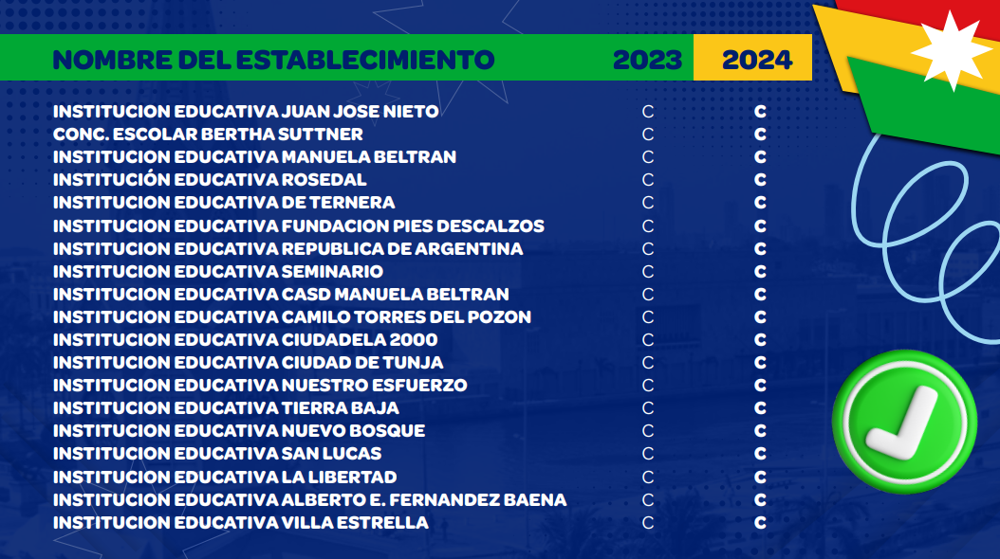 NOMBRE DEL ESTABLECIMIENTO 2023 2024
INSTITUCION EDUCATIVA JUAN JOSE NIETO C C
CONC. ESCOLAR BERTHA SUTTNER C C
INSTITUCION EDUCATIVA MANUELA BELTRAN C C
INSTITUCIÓN EDUCATIVA ROSEDAL C C
INSTITUCION EDUCATIVA DE TERNERA C C
INSTITUCION EDUCATIVA FUNDACION PIES DESCALZOS C C
INSTITUCION EDUCATIVA REPUBLICA DE ARGENTINA C C
INSTITUCION EDUCATIVA SEMINARIO C C
INSTITUCION EDUCATIVA CASD MANUELA BELTRAN C C
INSTITUCION EDUCATIVA CAMILO TORRES DEL POZON C C
INSTITUCION EDUCATIVA CIUDADELA 2000 C C
INSTITUCION EDUCATIVA CIUDAD DE TUNJA C C
INSTITUCION EDUCATIVA NUESTRO ESFUERZO C C
INSTITUCION EDUCATIVA TIERRA BAJA C C
INSTITUCION EDUCATIVA NUEVO BOSQUE C C
INSTITUCION EDUCATIVA SAN LUCAS C C
INSTITUCION EDUCATIVA LA LIBERTAD C C
INSTITUCION EDUCATIVA ALBERTO E. FERNANDEZ BAENA C C
INSTITUCION EDUCATIVA VILLA ESTRELLA C C